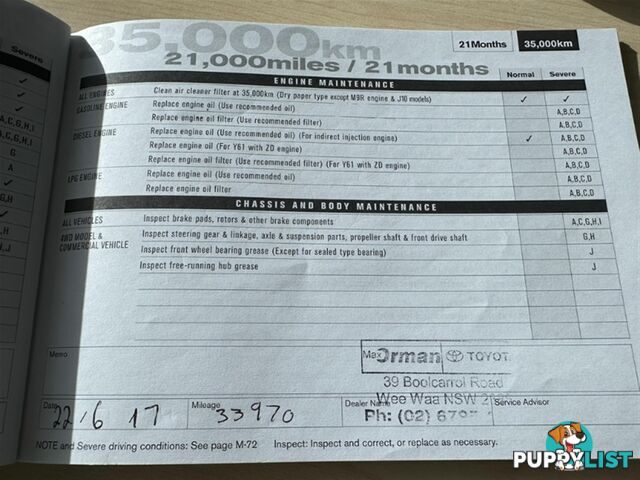 35,000km
21Months 35,000km
21,000miles / 21months
Normal Severe
Severe
ENGINE MAINTENANCE
ALL ENGINES Clean air cleaner filter at 35,000km (Dry paper type except M9R engine & J10 models) ✓ ✓
GASOLINE ENGINE Replace engine oil (Use recommended oil) A,B,C,D
Replace engine oil filter (Use recommended filter) A,B,C,D
DIESEL ENGINE Replace engine oil (Use recommended oil) (For indirect injection engine) ✓ A,B,C,D
Replace engine oil (For Y61 with ZD engine) A,B,C,D
Replace engine oil filter (Use recommended filter) (For Y61 with ZD engine) A,B,C,D
LPG ENGINE Replace engine oil (Use recommended oil) A,B,C,D
Replace engine oil filter A,B,C,D
CHASSIS AND BODY MAINTENANCE
ALL VEHICLES Inspect brake pads, rotors & other brake components A,C,G,H,I
4WD MODEL & COMMERCIAL VEHICLE Inspect steering gear & linkage, axle & suspension parts, propeller shaft & front drive shaft G,H
Inspect front wheel bearing grease (Except for sealed type bearing) J
Inspect free-running hub grease J
Memo
Max Orman TOYOTA
39 Boolcarrol Road
Wee Waa NSW
Ph: (02)
Date 22/6 17 Mileage 33970 Dealer Name Service Advisor
NOTE and Severe driving conditions: See page M-72 Inspect: Inspect and correct, or replace as necessary.
PUPPYLIST